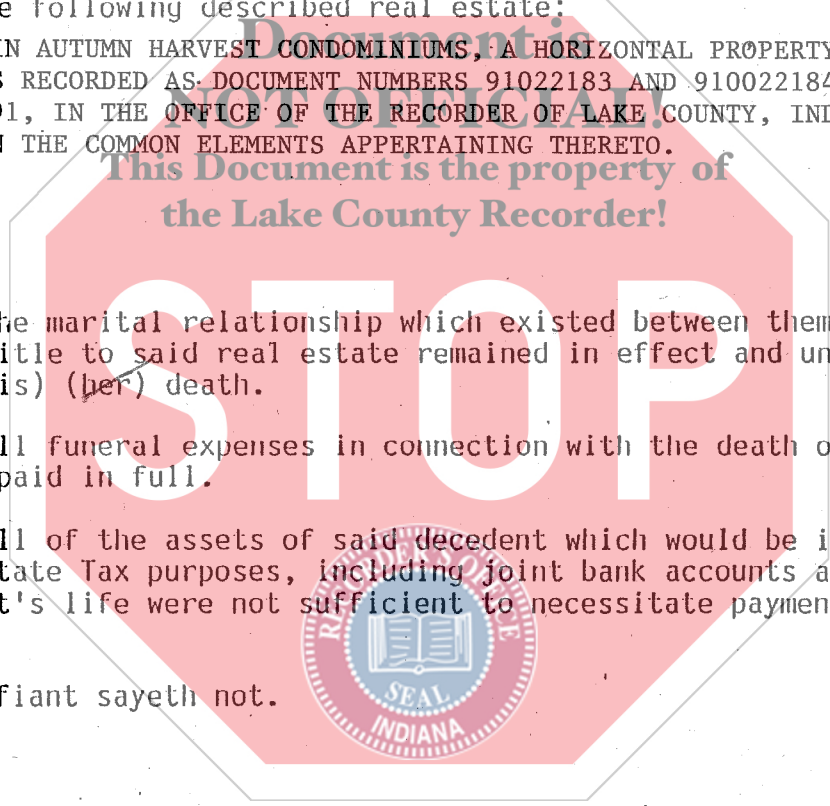 e following described real estate:
Document is
IN AUTUMN HARVEST CONDOMINIUMS, A HORIZONTAL PROPERTY
S RECORDED AS DOCUMENT NUMBERS 91022183 AND 910022184
NOT OFFICIAL!
91, IN THE OFFICE OF THE RECORDER OF LAKE COUNTY, IND
N THE COMMON ELEMENTS APPERTAINING THERETO.
This Document is the property of
the Lake County Recorder!
STOP
he marital relationship which existed between them
itle to said real estate remained in effect and un
is) (her) death.
ll funeral expenses in connection with the death o
paid in full.
ll of the assets of said decedent which would be i
tate Tax purposes, including joint bank accounts a
t's life were not sufficient to necessitate paymen
RECORDER'S OFFICE
SEAL
INDIANA
fiant sayeth not.